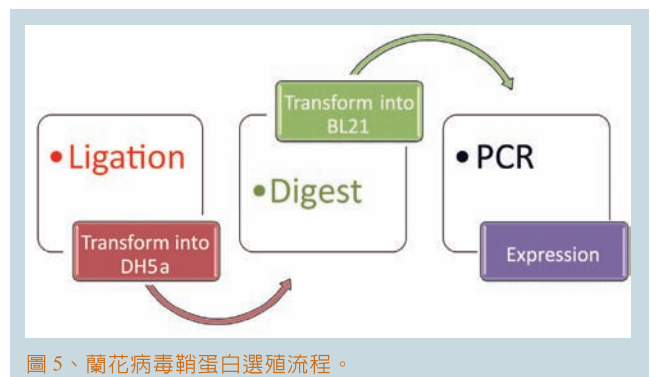 •Ligation
Transform into
DH5a
•Digest
Transform into
BL21
•PCR
Expression
圖 5、蘭花病毒鞘蛋白選殖流程。